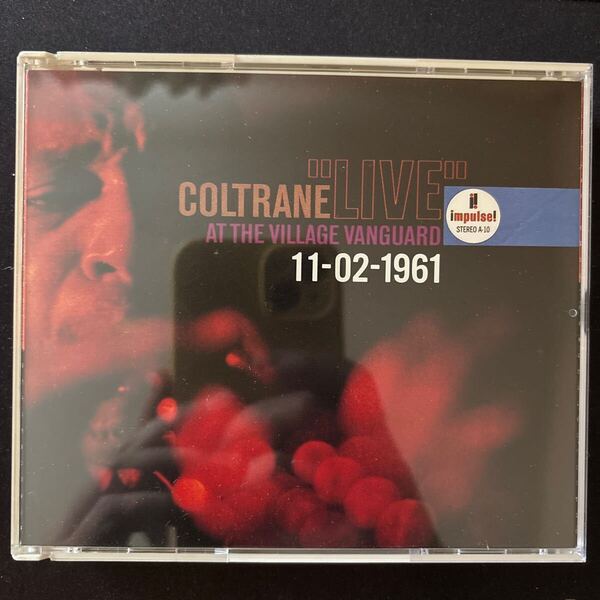 "LIVE"
COLTRANE
AT THE VILLAGE VANGUARD
11-02-1961
i!
impulse!
STEREO A-10